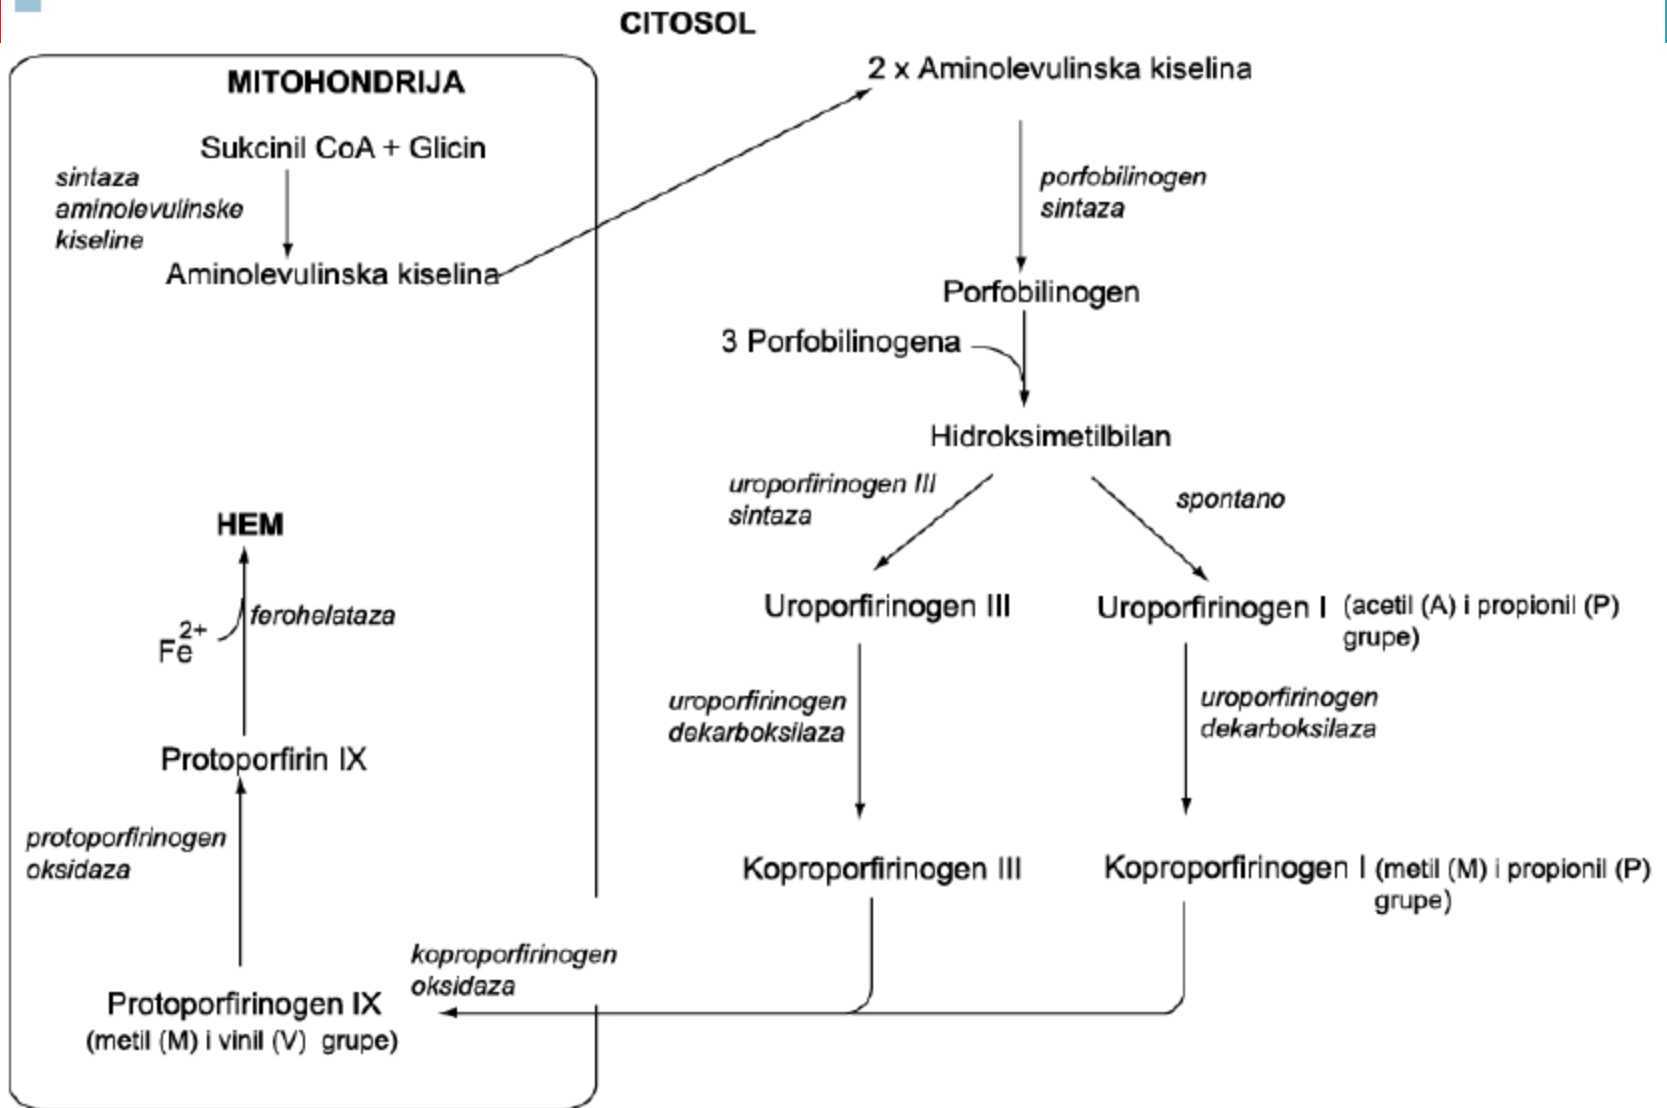 CITOSOL
MITOHONDRIJA
Sukcinil CoA + Glicin
sintaza
aminolevulinske
kiseline
Aminolevulinska kiselina
2 x Aminolevulinska kiselina
porfobilinogen
sintaza
Porfobilinogen
3 Porfobilinogena
Hidroksimetilbilan
uroporfirinogen III
sintaza
spontano
Uroporfirinogen III
Uroporfirinogen I (acetil (A) i propionil (P)
grupe)
uroporfirinogen
dekarboksilaza
uroporfirinogen
dekarboksilaza
Koproporfirinogen III
Koproporfirinogen I (metil (M) i propionil (P)
grupe)
koproporfirinogen
oksidaza
Protoporfirinogen IX
(metil (M) i vinil (V) grupe)
protoporfirinogen
oksidaza
Protoporfirin IX
Fe2+
ferohelataza
HEM